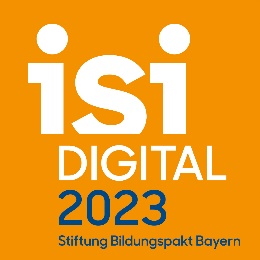 isi
DIGITAL
2023
Stiftung Bildungspakt Bayern